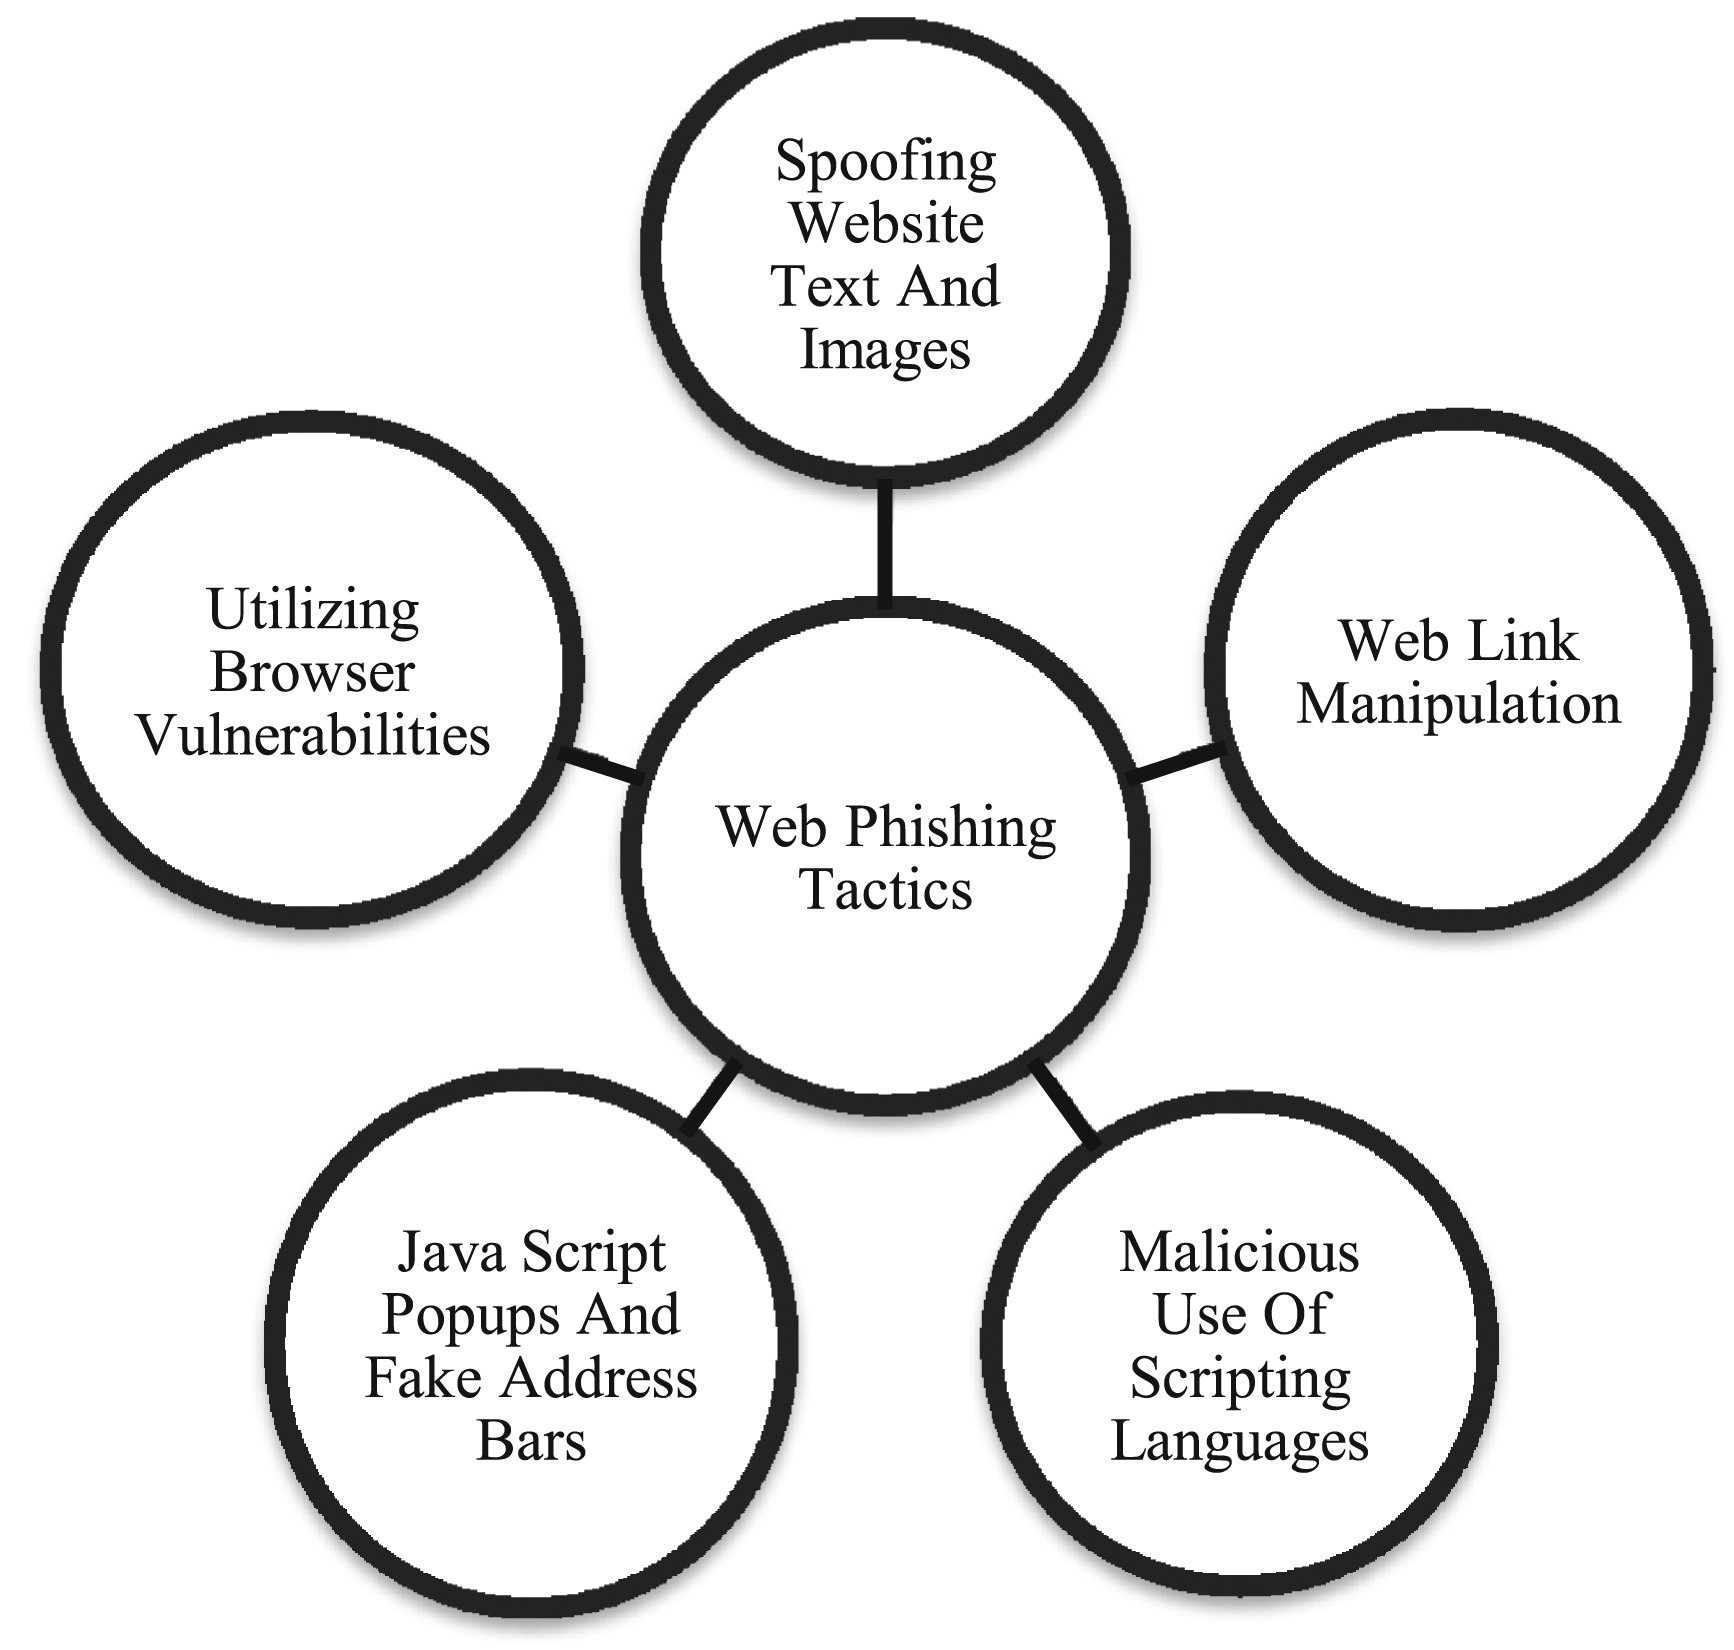 Spoofing
Website
Text And
Images
Utilizing
Browser
Vulnerabilities
Web Link
Manipulation
Web Phishing
Tactics
Java Script
Popups And
Fake Address
Bars
Malicious
Use Of
Scripting
Languages